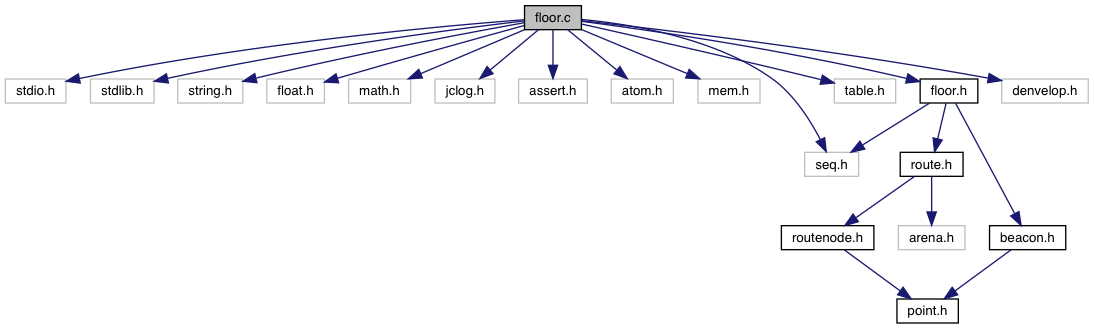 floor.c
stdio.h
stdlib.h
string.h
float.h
math.h
jclog.h
assert.h
atom.h
mem.h
table.h
floor.h
denvelop.h
seq.h
route.h
routenode.h
arena.h
beacon.h
point.h